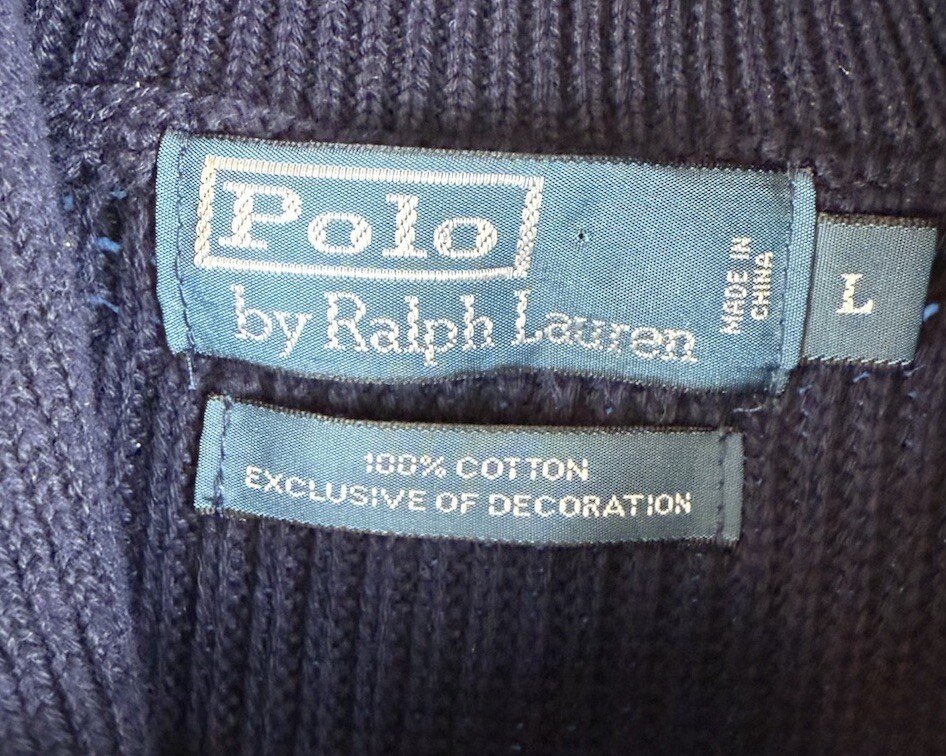 Polo
by Ralph Lauren
MADE IN
CHINA
L
100% COTTON
EXCLUSIVE OF DECORATION